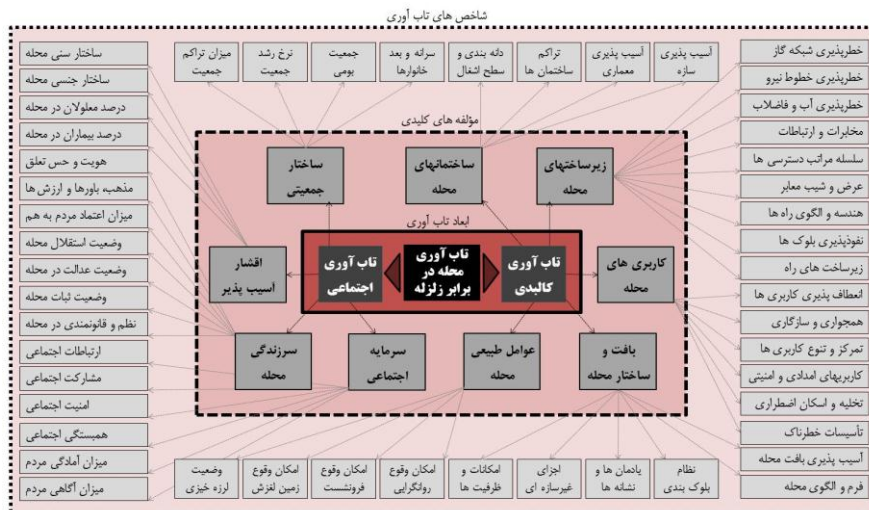 شاخص های تاب آوری
ساختار سنی محله
ساختار جنسی محله
درصد معلولان در محله
درصد بیماران در محله
هویت و حس تعلق
مذهب، باورها و ارزش ها
میزان اعتماد مردم به هم
وضعیت استقلال محله
وضعیت عدالت در محله
وضعیت ثبات محله
نظم و قانونمندی در محله
ارتباطات اجتماعی
مشارکت اجتماعی
امنیت اجتماعی
همبستگی اجتماعی
میزان آمادگی مردم
میزان آگاهی مردم
آسیب پذیری
سازه
آسیب پذیری
معماری
تراکم
ساختمان ها
دانه بندی و
سطح اشغال
سرانه و بعد
خانوارها
جمعیت
بومی
نرخ رشد
جمعیت
میزان تراکم
جمعیت
خطرپذیری شبکه گاز
خطرپذیری خطوط نیرو
خطرپذیری آب و فاضلاب
مخابرات و ارتباطات
سلسله مراتب دسترسی ها
عرض و شیب معابر
هندسه و الگوی راه ها
نفوذپذیری بلوک ها
زیرساخت های راه
انعطاف پذیری کاربری ها
همجواری و سازگاری
تمرکز و تنوع کاربری ها
کاربریهای امدادی و امنیتی
تخلیه و اسکان اضطراری
تأسیسات خطرناک
آسیب پذیری بافت محله
فرم و الگوی محله
مؤلفه های کلیدی
زیرساختهای
محله
ساختمانهای
محله
ساختار
جمعیتی
ابعاد تاب آوری
کاربری های
محله
تاب آوری
کالبدی
تاب آوری
محله در
برابر زلزله
تاب آوری
اجتماعی
اقشار
آسیب پذیر
بافت و
ساختار محله
عوامل طبیعی
محله
سرمایه
اجتماعی
سرزندگی
محله
نظام
بلوک بندی
یادمان ها و
نشانه ها
اجزای
غیرسازه ای
امکانات و
ظرفیت ها
امکان وقوع
روانگرایی
امکان وقوع
فرونشست
امکان وقوع
زمین لغزش
وضعیت
لرزه خیزی